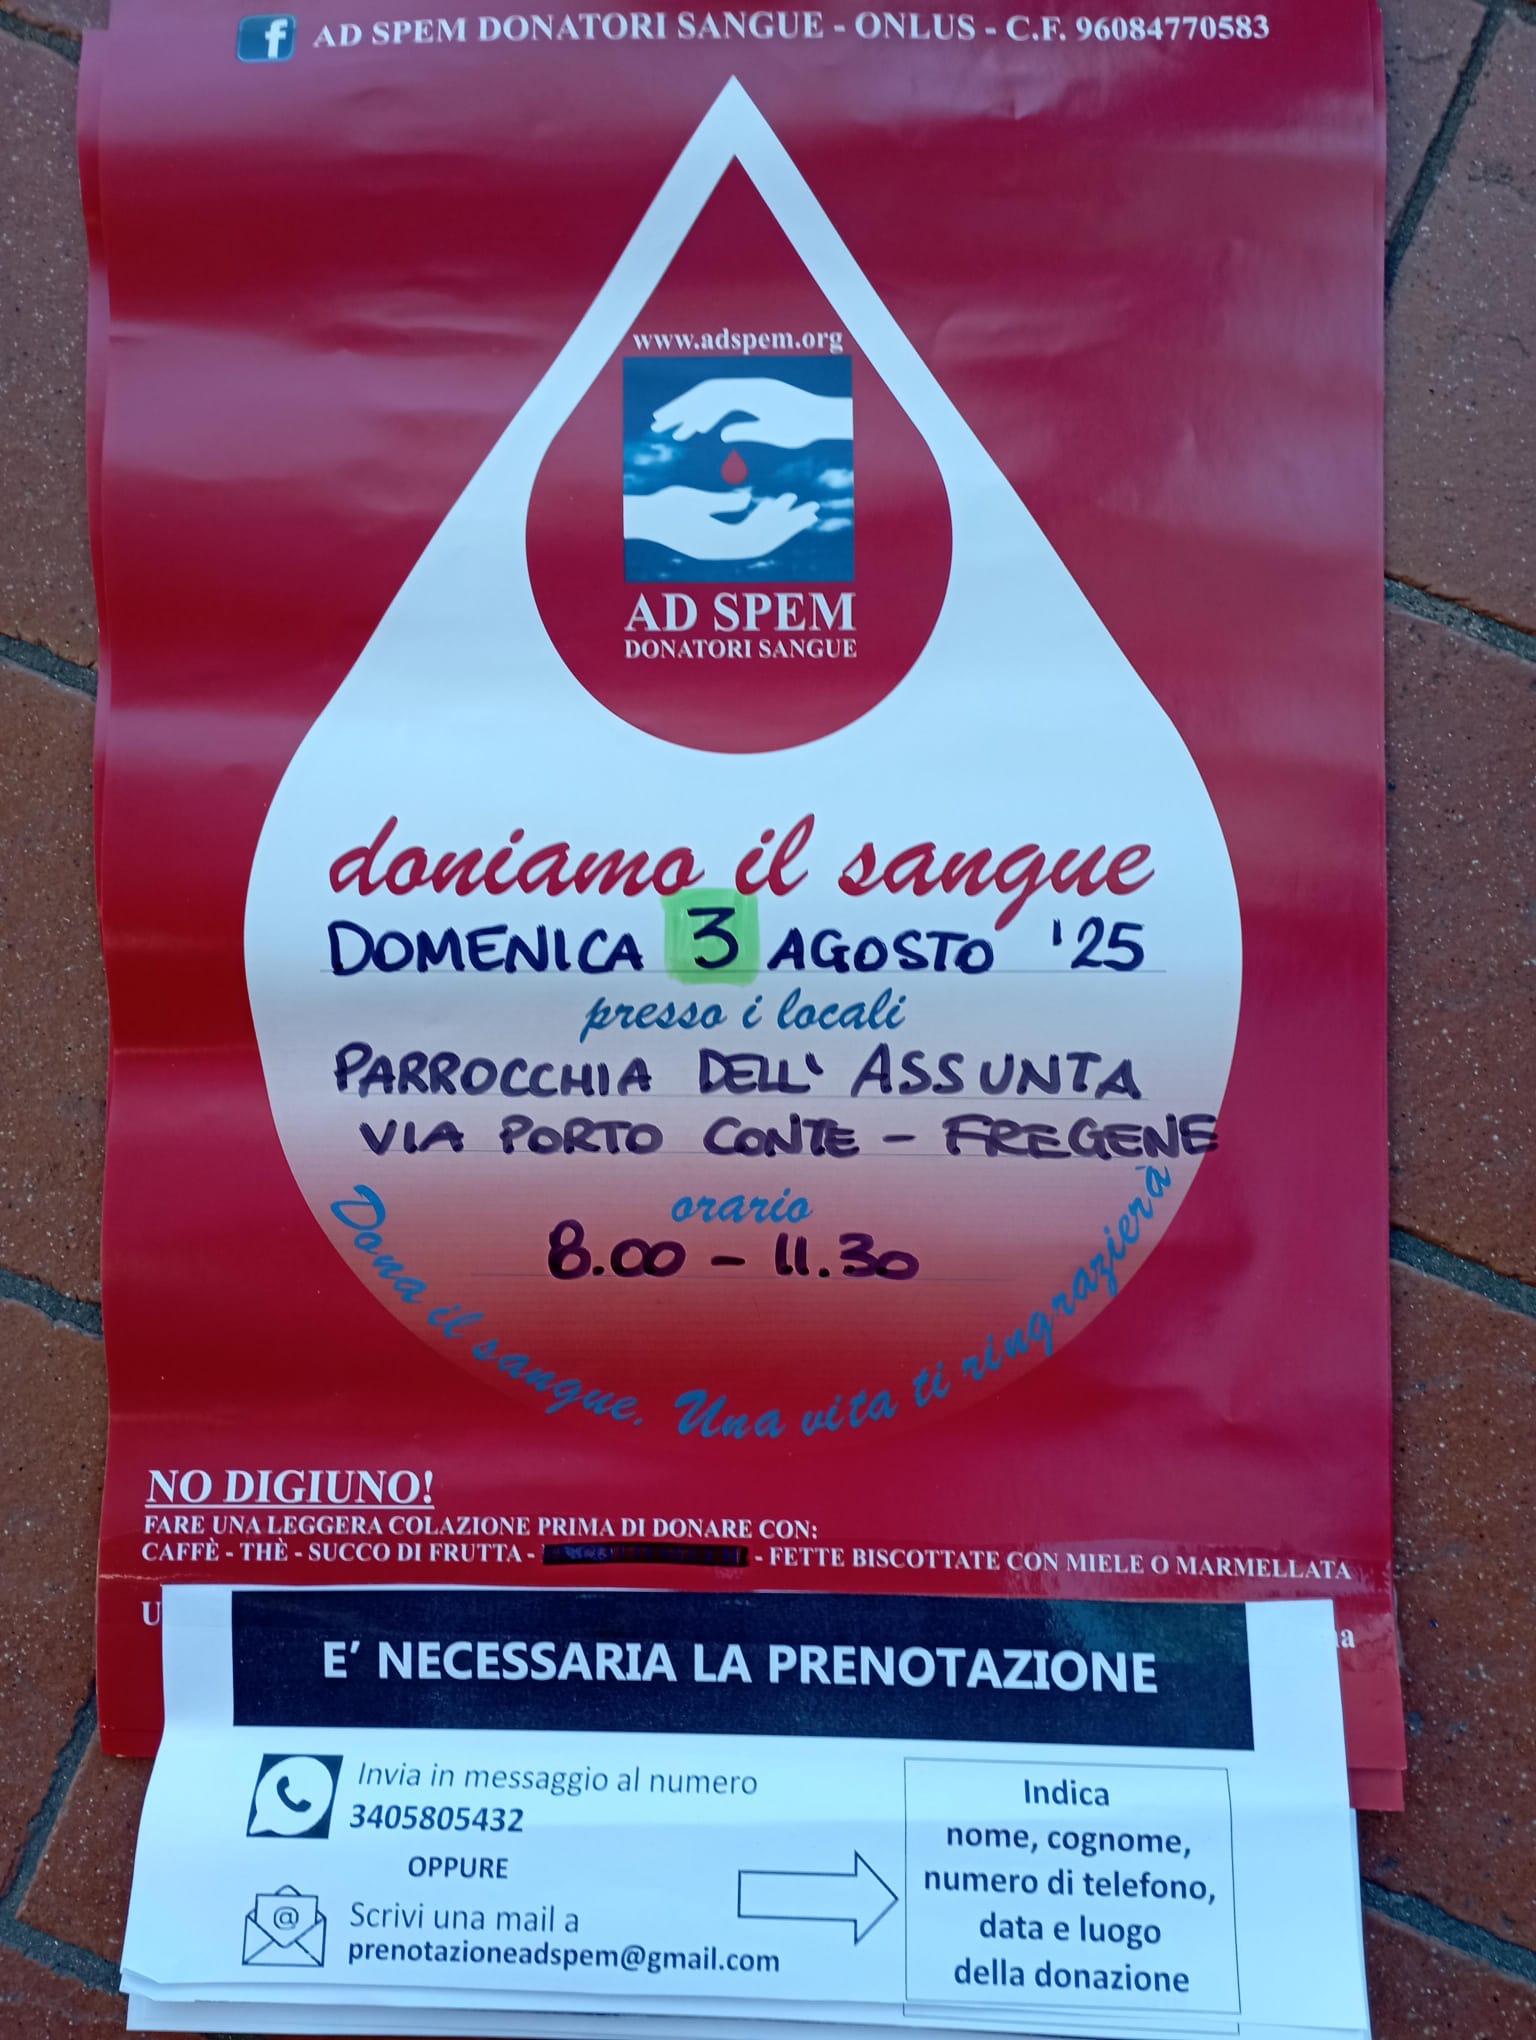 f AD SPEM DONATORI SANGUE - ONLUS - C.F. 96084770583
www.adspem.org
AD SPEM
DONATORI SANGUE
doniamo il sangue
DOMENICA 3 AGOSTO '25
presso i locali
PARROCCHIA DELL' ASSUNTA
VIA PORTO CONTE - FREGENE
orario
8.00 - 11.30
Dona il sangue. Una vita ti ringrazierà
NO DIGIUNO!
FARE UNA LEGGERA COLAZIONE PRIMA DI DONARE CON:
CAFFÈ - THÈ - SUCCO DI FRUTTA - - FETTE BISCOTTATE CON MIELE O MARMELLATA
E' NECESSARIA LA PRENOTAZIONE
Invia in messaggio al numero
3405805432
OPPURE
@ Scrivi una mail a
prenotazioneadspem@gmail.com
Indica
nome, cognome,
numero di telefono,
data e luogo
della donazione